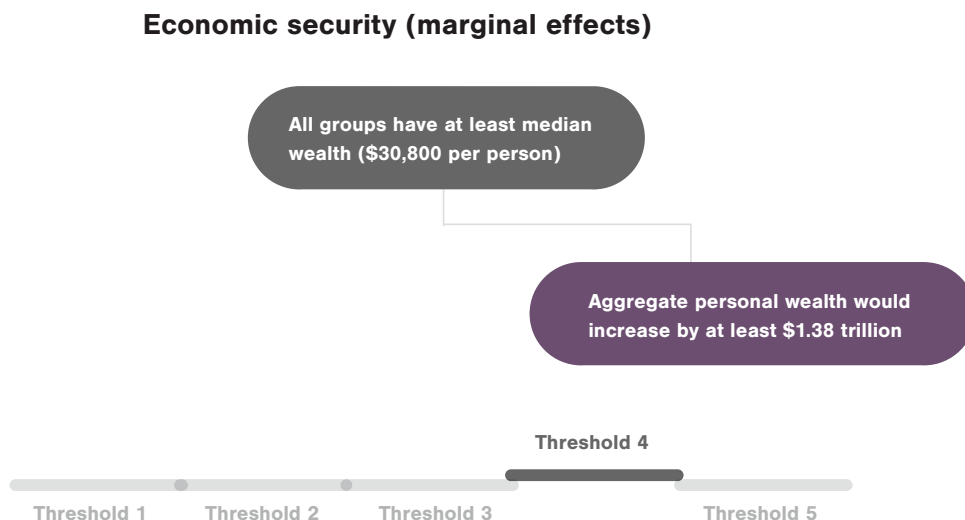 Economic security (marginal effects)
All groups have at least median
wealth ($30,800 per person)
Aggregate personal wealth would
increase by at least $1.38 trillion
Threshold 4
Threshold 1
Threshold 2
Threshold 3
Threshold 5